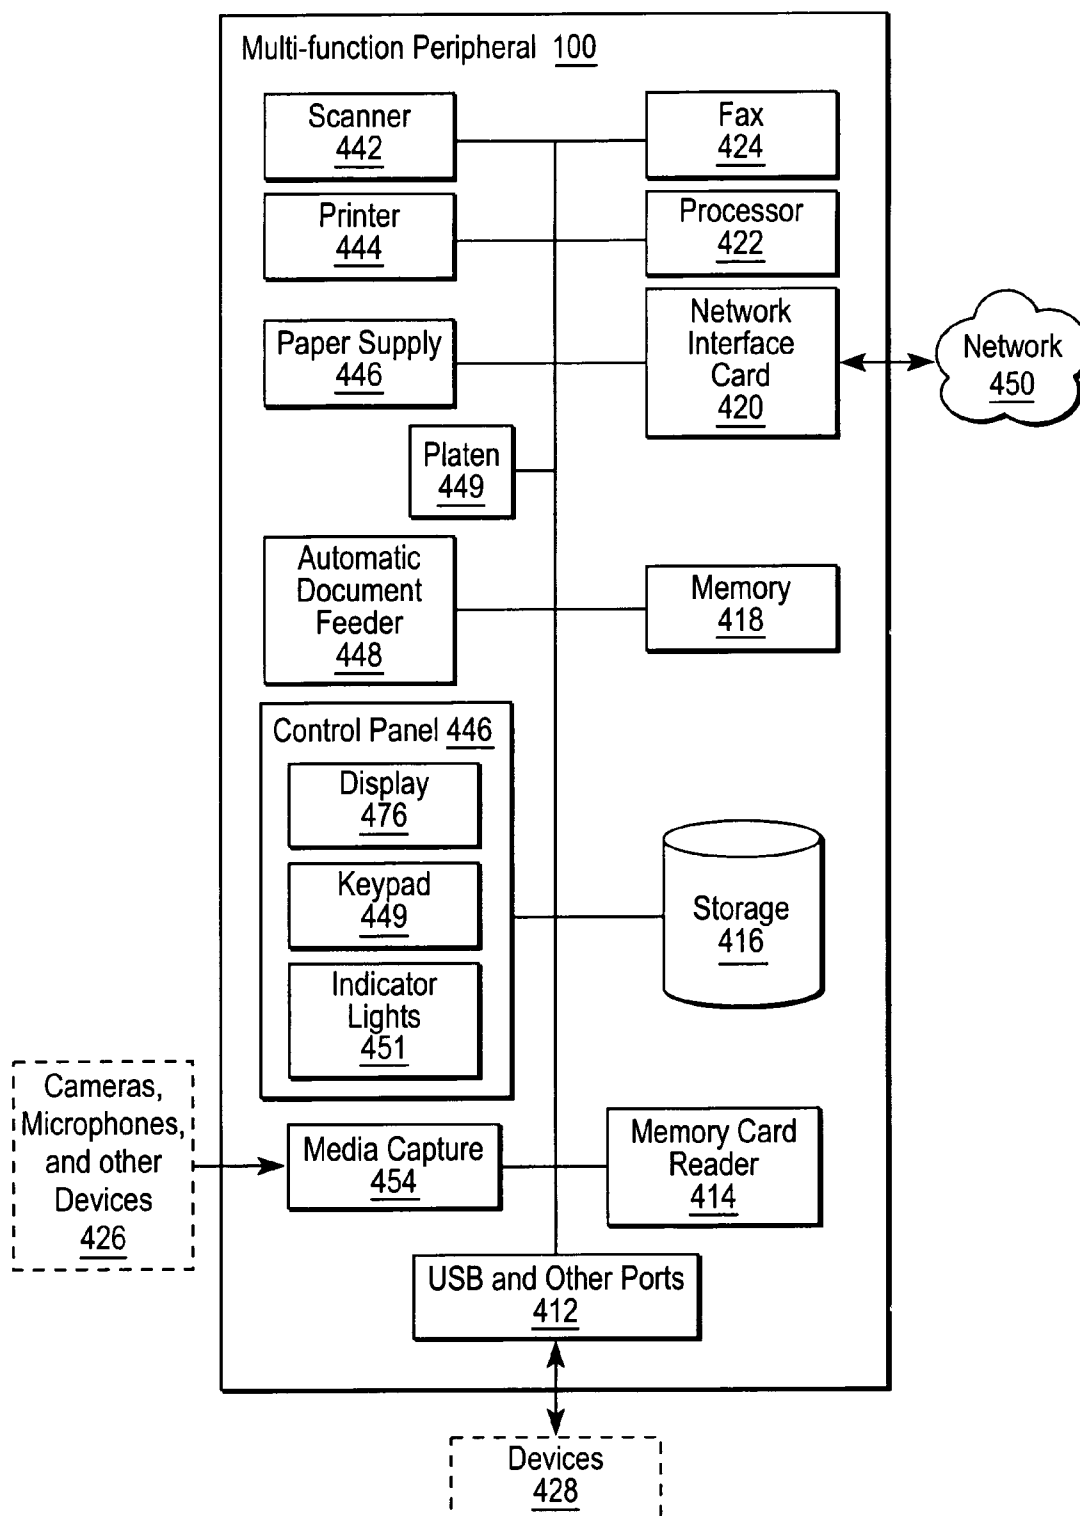 Multi-function Peripheral 100
Scanner
442
Fax
424
Printer
444
Processor
422
Paper Supply
446
Network
Interface
Card
420
Network
450
Platen
449
Automatic
Document
Feeder
448
Memory
418
Control Panel 446
Display
476
Keypad
449
Indicator
Lights
451
Storage
416
Cameras,
Microphones,
and other
Devices
426
Media Capture
454
Memory Card
Reader
414
USB and Other Ports
412
Devices
428